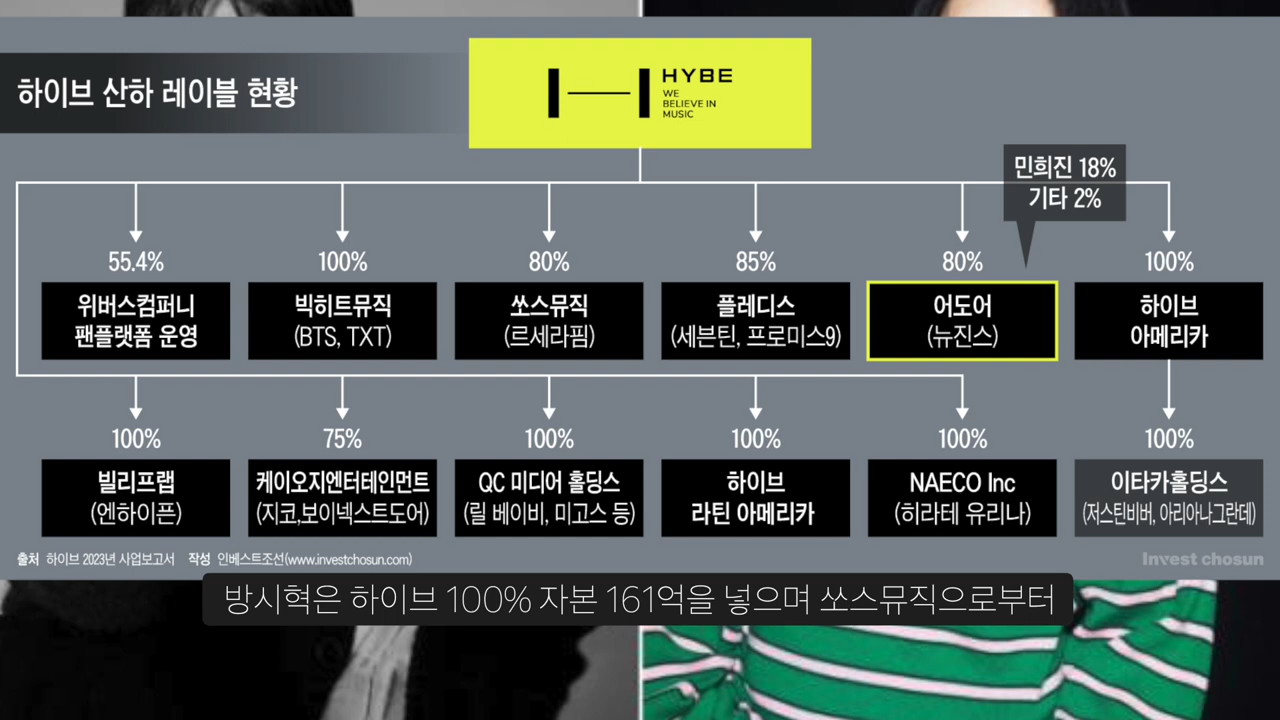 하이브 산하 레이블 현황
HYBE
WE
BELIEVE IN
MUSIC
민희진 18%
기타 2%
55.4%
위버스컴퍼니
팬플랫폼 운영
100%
빅히트뮤직
(BTS, TXT)
80%
쏘스뮤직
(르세라핌)
85%
플레디스
(세븐틴, 프로미스9)
80%
어도어
(뉴진스)
100%
하이브
아메리카
100%
빌리프랩
(엔하이픈)
75%
케이오지엔터테인먼트
(지코,보이넥스트도어)
100%
QC 미디어 홀딩스
(릴 베이비, 미고스 등)
100%
하이브
라틴 아메리카
100%
NAECO Inc
(히라테 유리나)
100%
이타카홀딩스
(저스틴비버, 아리아나그란데)
출처 하이브 2023년 사업보고서 작성 인베스트조선(www.investchosun.com)
Invest chosun
방시혁은 하이브 100% 자본 161억을 넣으며 쏘스뮤직으로부터